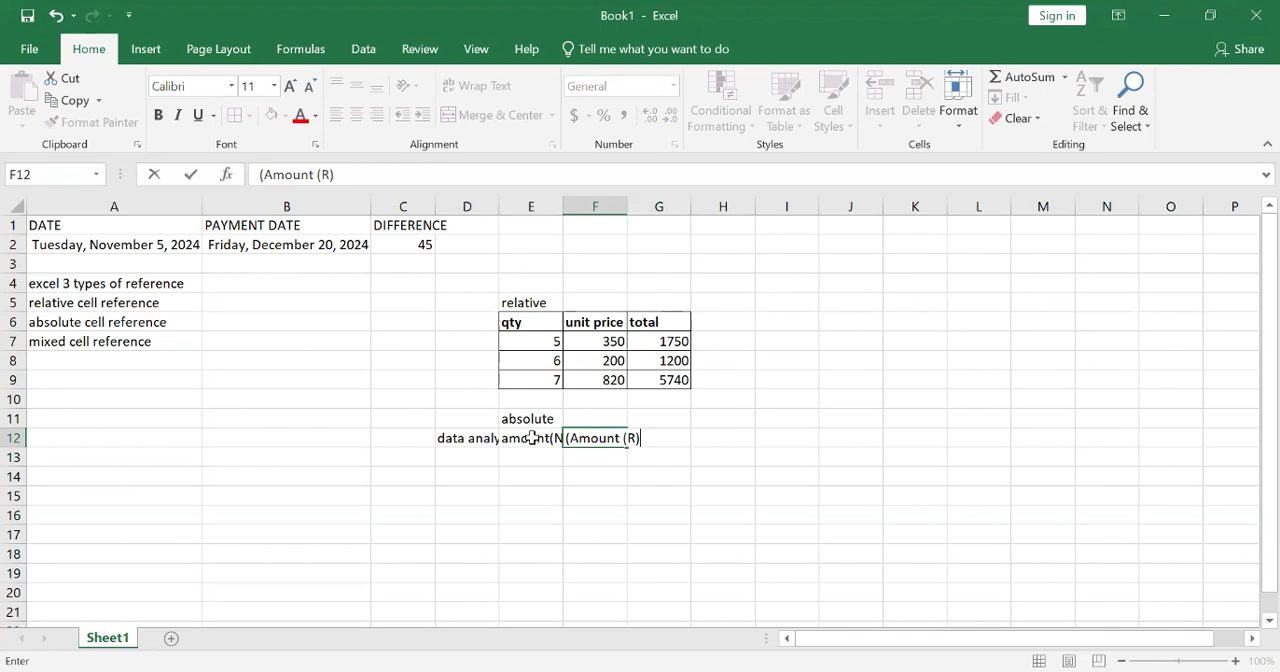 Book1 - Excel
Sign in
File Home Insert Page Layout Formulas Data Review View Help Tell me what you want to do Share
Paste
Cut
Copy
Format Painter
Clipboard
Calibri 11
B I U
Font
Wrap Text
Merge & Center
Alignment
General
$ % ,
Number
Conditional Formatting
Format as Table
Cell Styles
Styles
Insert Delete Format
Cells
AutoSum
Fill
Clear
Sort & Filter
Find & Select
Editing
F12 fx (Amount (R)
A B C D E F G H I J K L M N O P
1 DATE PAYMENT DATE DIFFERENCE
2 Tuesday, November 5, 2024 Friday, December 20, 2024 45
3
4 excel 3 types of reference
5 relative cell reference relative
6 absolute cell reference qty unit price total
7 mixed cell reference 5 350 1750
8 6 200 1200
9 7 820 5740
10
11 absolute
12 data analy amount(N (Amount (R)
13
14
15
16
17
18
19
20
21
Sheet1
Enter
100%